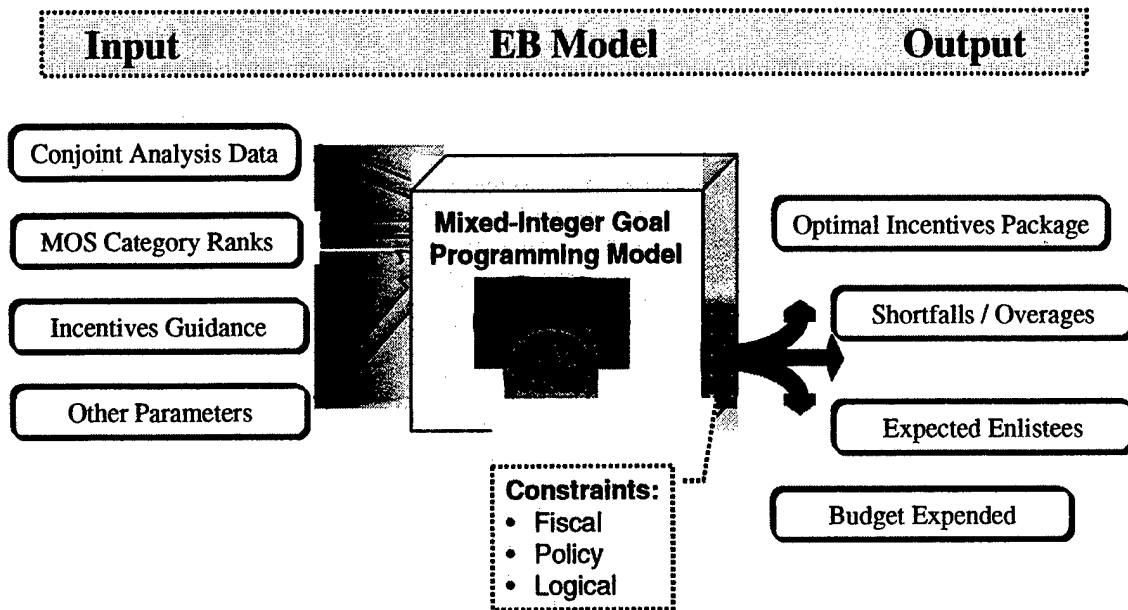 Input EB Model Output
Conjoint Analysis Data
MOS Category Ranks
Incentives Guidance
Other Parameters
Mixed-Integer Goal
Programming Model
Constraints:
• Fiscal
• Policy
• Logical
Optimal Incentives Package
Shortfalls / Overages
Expected Enlistees
Budget Expended